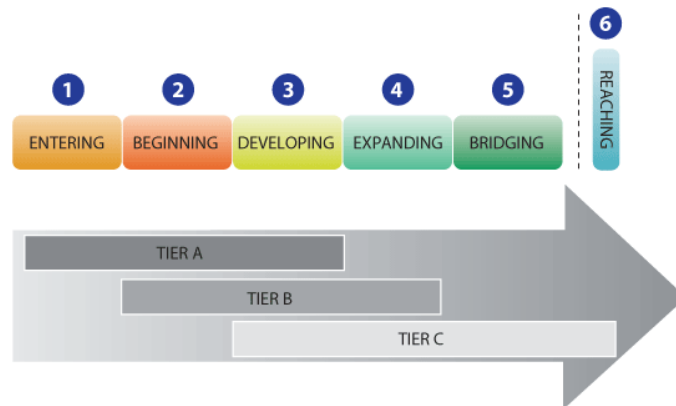 6
1
2
3
4
5
REACHING
ENTERING
BEGINNING
DEVELOPING
EXPANDING
BRIDGING
TIER A
TIER B
TIER C